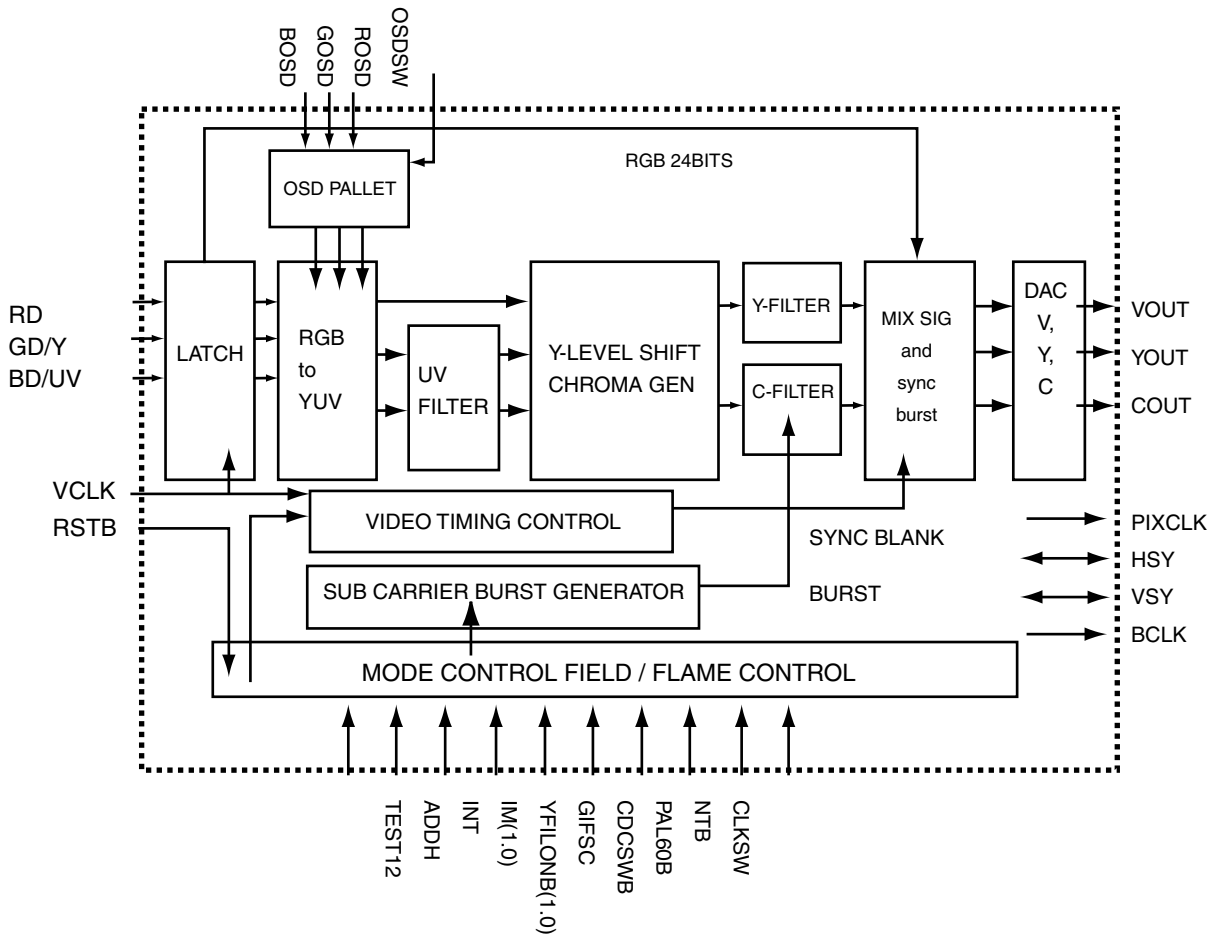 BOSD
GOSD
ROSD
OSDSW
OSD PALLET
RGB 24BITS
RD
GD/Y
BD/UV
LATCH
RGB
to
YUV
UV
FILTER
Y-LEVEL SHIFT
CHROMA GEN
Y-FILTER
C-FILTER
MIX SIG
and
sync
burst
DAC
V,
Y,
C
VOUT
YOUT
COUT
VCLK
RSTB
VIDEO TIMING CONTROL
SYNC BLANK
SUB CARRIER BURST GENERATOR
BURST
PIXCLK
HSY
VSY
BCLK
MODE CONTROL FIELD / FLAME CONTROL
TEST12
ADDH
INT
IM(1.0)
YFILONB(1.0)
GIFSC
CDCSWB
PAL60B
NTB
CLKSW